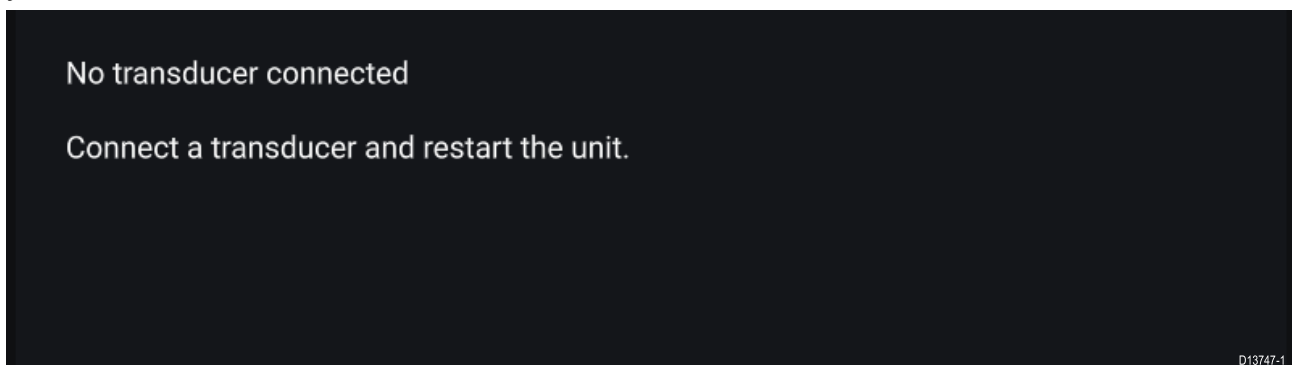 No transducer connected
Connect a transducer and restart the unit.
D13747-1